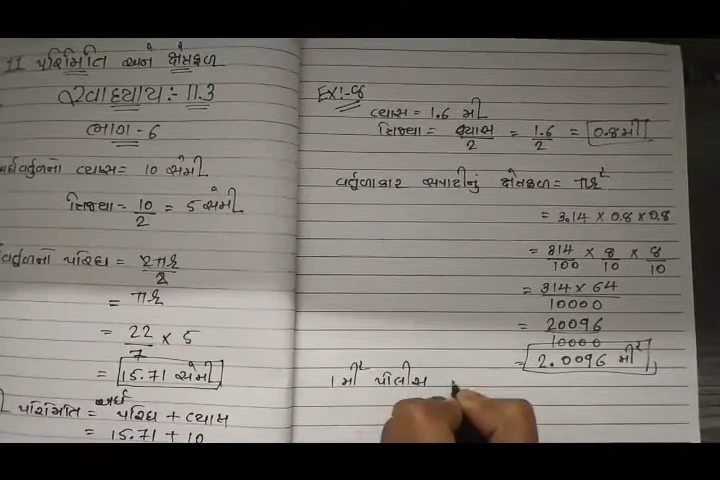 11 પરિમિતિ અને ક્ષેત્રફળ
સ્વાધ્યાય :- 11.3
ભાગ - 6
અર્ધવર્તુળનો વ્યાસ = 10 સેમી
ત્રિજ્યા = 10/2 = 5 સેમી
અર્ધવર્તુળનો પરિઘ = 2πr/2
= πr
= 22/7 × 5
= 15.71 સેમી
પરિમિતિ = અર્ધ પરિઘ + વ્યાસ
= 15.71 + 10
Ex :- 8
વ્યાસ = 1.6 મી
ત્રિજ્યા = વ્યાસ/2 = 1.6/2 = 0.8 મી
વર્તુળાકાર સપાટીનું ક્ષેત્રફળ = πr²
= 3.14 × 0.8 × 0.8
= 314/100 × 8/10 × 8/10
= 314 × 64/10000
= 20096/10000
= 2.0096 મી²
1 મી² પોલીસ